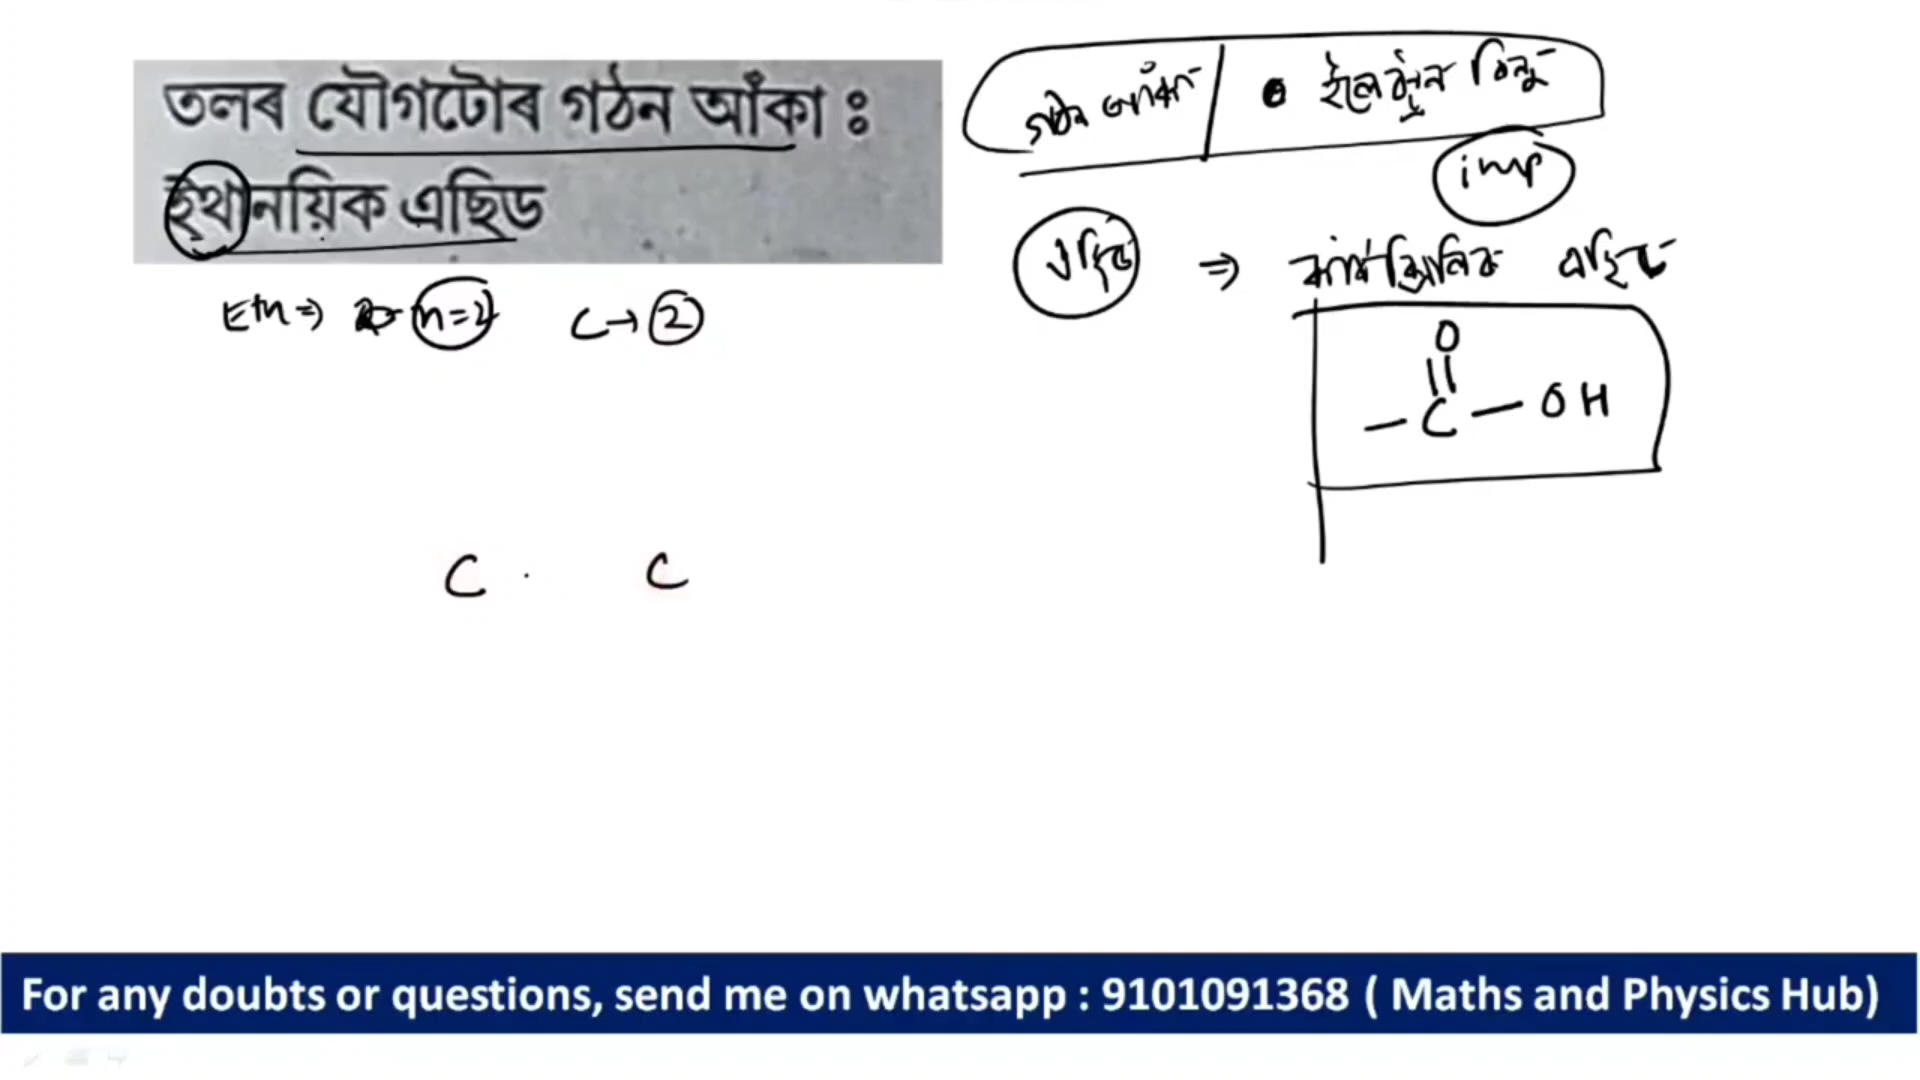 তলৰ যৌগটোৰ গঠন আঁকা :
ইথানয়িক এছিড
গঠন আঁকা | • ইলেক্ট্ৰন বিন্দু
imp
এছিড ⇒ কাৰ্বক্সিলিক এছিড
Eth ⇒ n=2 C → 2
O
||
— C — OH
C . C
For any doubts or questions, send me on whatsapp : 9101091368 ( Maths and Physics Hub)